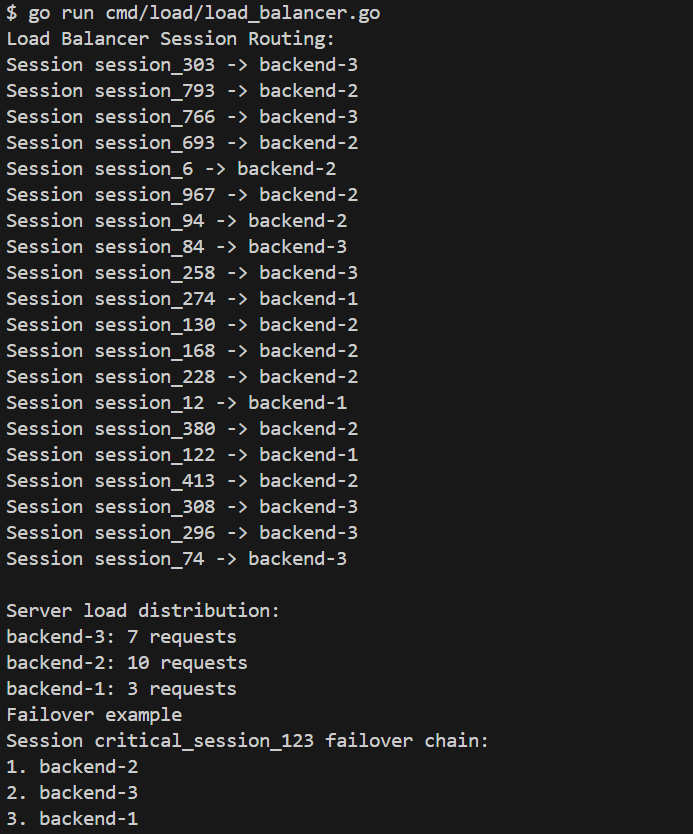 $ go run cmd/load/load_balancer.go
Load Balancer Session Routing:
Session session_303 -> backend-3
Session session_793 -> backend-2
Session session_766 -> backend-3
Session session_693 -> backend-2
Session session_6 -> backend-2
Session session_967 -> backend-2
Session session_94 -> backend-2
Session session_84 -> backend-3
Session session_258 -> backend-3
Session session_274 -> backend-1
Session session_130 -> backend-2
Session session_168 -> backend-2
Session session_228 -> backend-2
Session session_12 -> backend-1
Session session_380 -> backend-2
Session session_122 -> backend-1
Session session_413 -> backend-2
Session session_308 -> backend-3
Session session_296 -> backend-3
Session session_74 -> backend-3

Server load distribution:
backend-3: 7 requests
backend-2: 10 requests
backend-1: 3 requests
Failover example
Session critical_session_123 failover chain:
1. backend-2
2. backend-3
3. backend-1